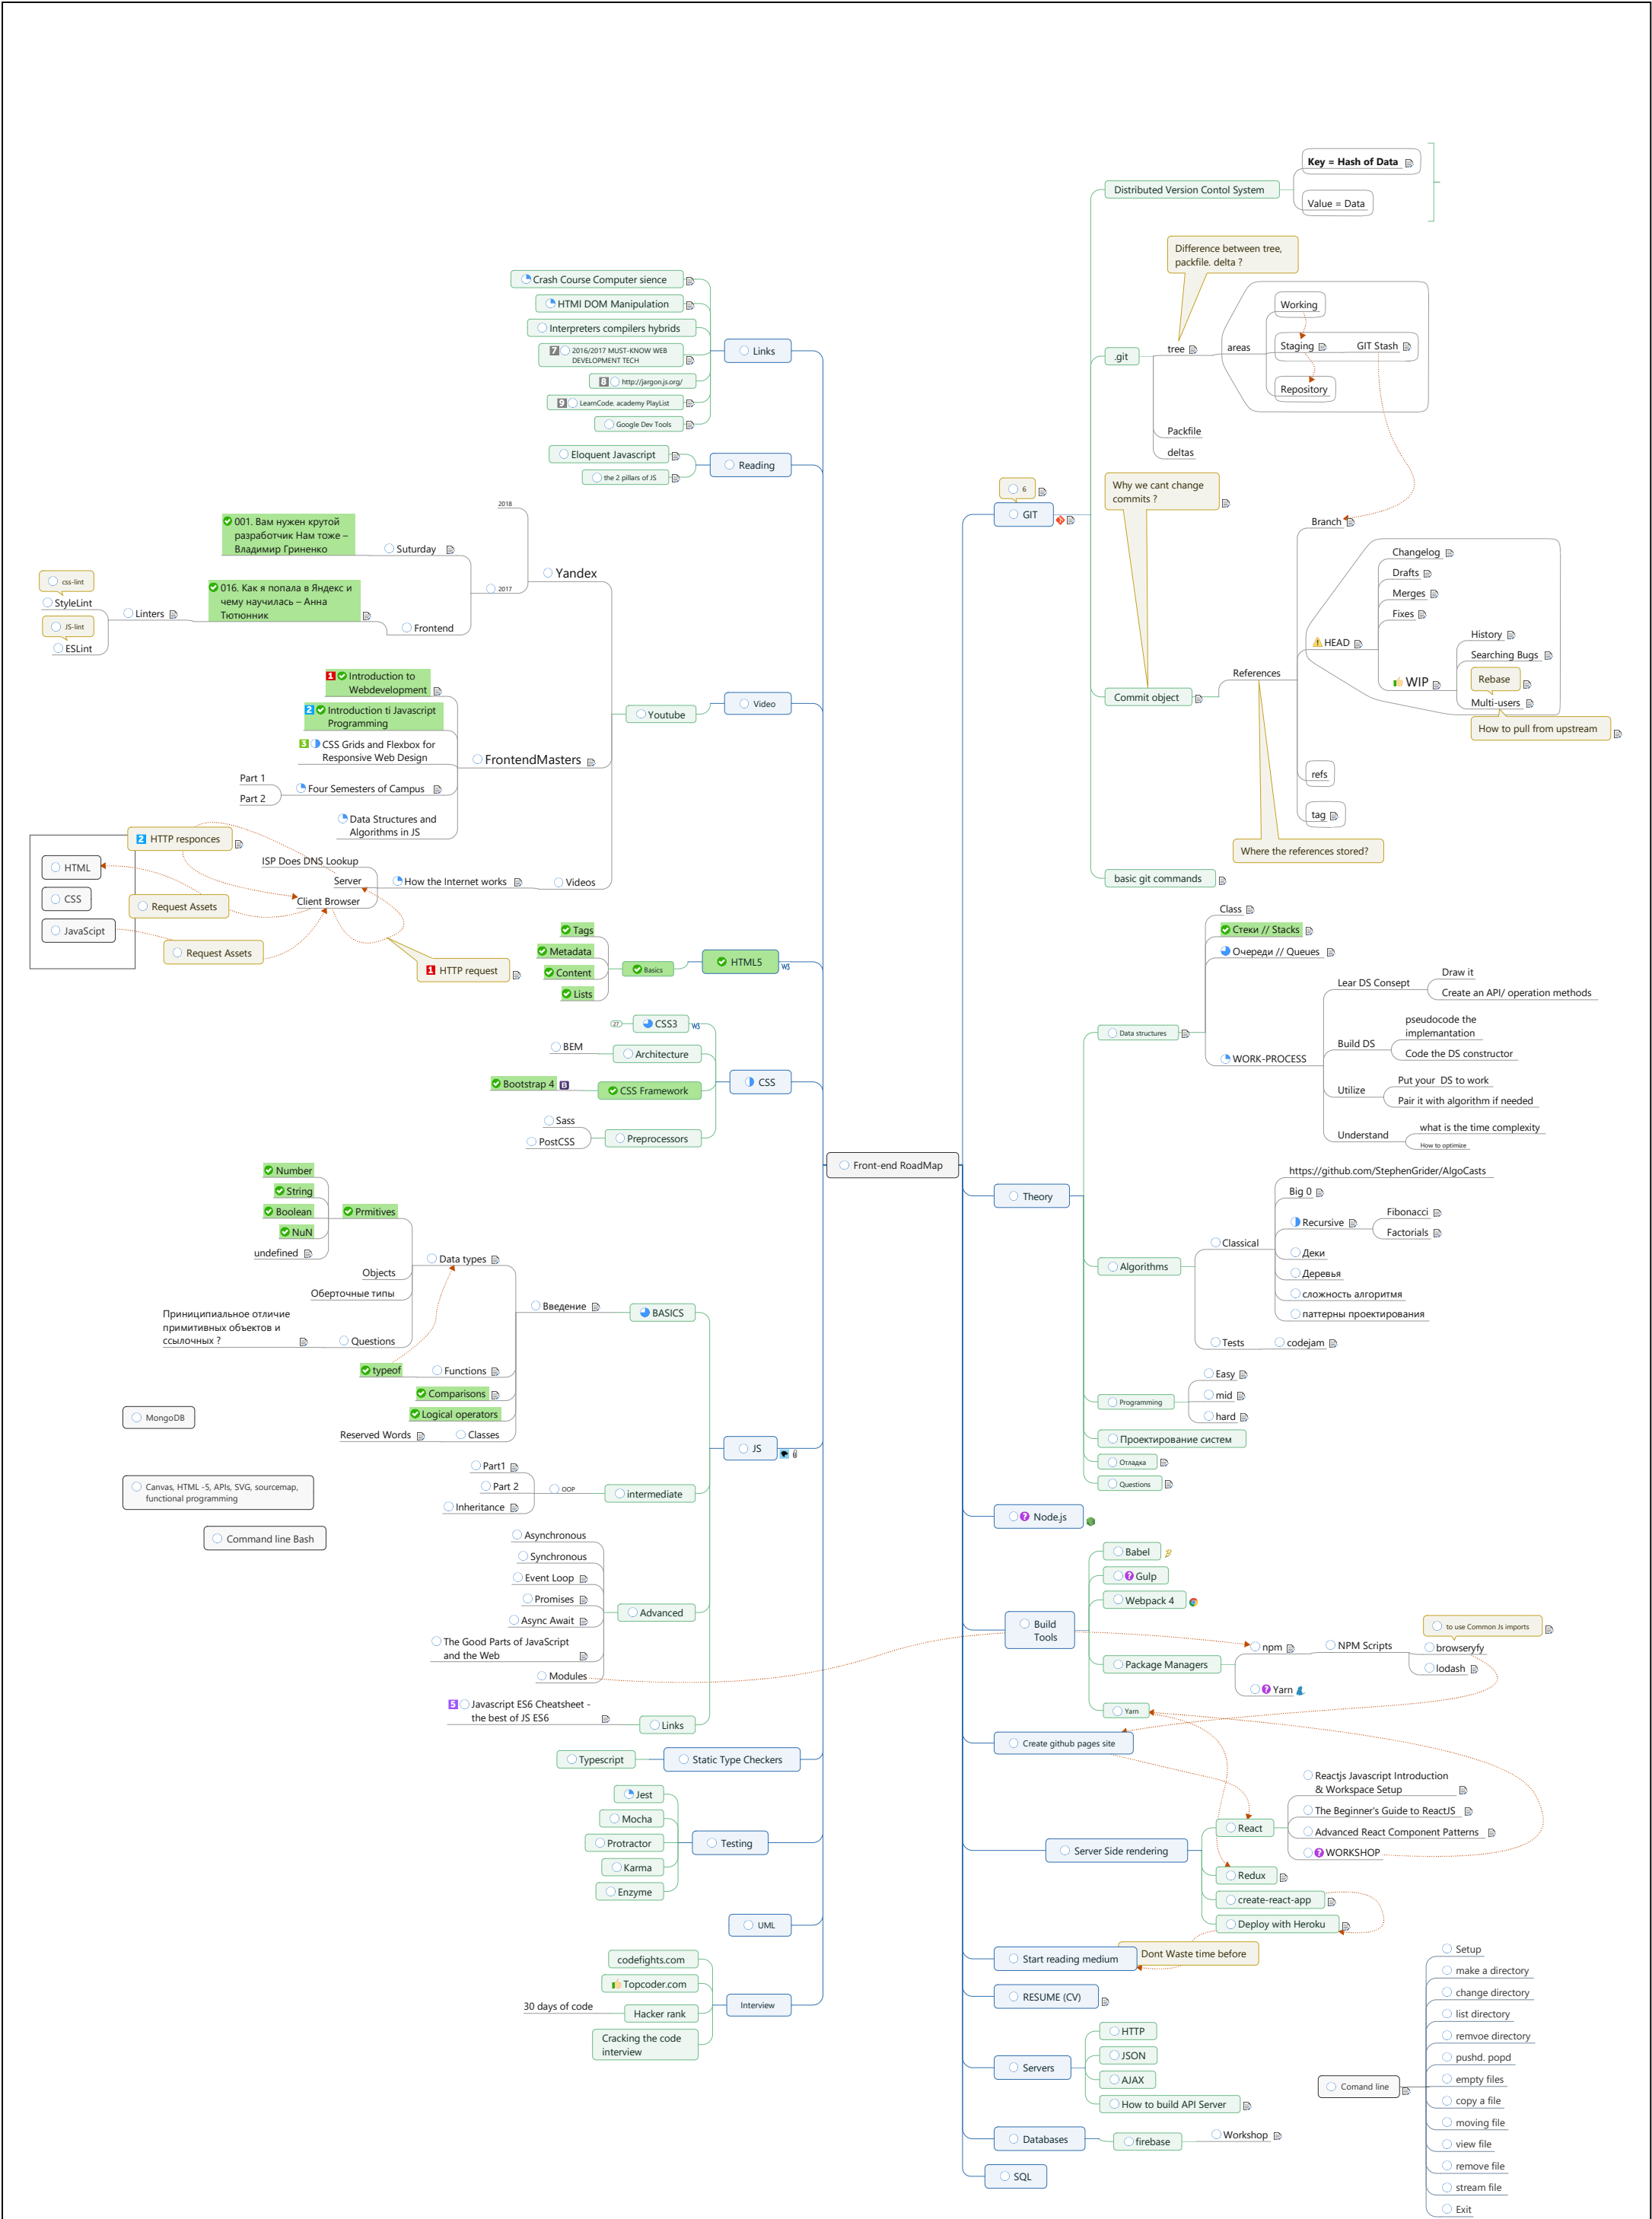 Front-end RoadMap
Links
Crash Course Computer sience
HTMl DOM Manipulation
Interpreters compilers hybrids
7 2016/2017 MUST-KNOW WEB
DEVELOPMENT TECH
8 http://jargon.js.org/
9 LearnCode. academy PlayList
Google Dev Tools
Reading
Eloquent Javascript
the 2 pillars of JS
Video
Youtube
Yandex
2018
2017
Suturday
001. Вам нужен крутой
разработчик Нам тоже –
Владимир Гриненко
Frontend
016. Как я попала в Яндекс и
чему научилась – Анна
Тютюнник
Linters
css-lint
StyleLint
JS-lint
ESLint
FrontendMasters
1 Introduction to
Webdevelopment
2 Introduction ti Javascript
Programming
3 CSS Grids and Flexbox for
Responsive Web Design
Four Semesters of Campus
Part 1
Part 2
Data Structures and
Algorithms in JS
Videos
How the Internet works
ISP Does DNS Lookup
Server
Client Browser
2 HTTP responces
HTML
CSS
JavaScipt
Request Assets
Request Assets
1 HTTP request
HTML5
W3
Basics
Tags
Metadata
Content
Lists
CSS
CSS3
W3
27
Architecture
BEM
CSS Framework
Bootstrap 4
B
Preprocessors
Sass
PostCSS
JS
BASICS
Введение
Data types
Prmitives
Number
String
Boolean
NuN
undefined
Objects
Оберточные типы
Questions
Приниципиальное отличие
примитивных объектов и
ссылочных ?
Functions
typeof
Comparisons
Logical operators
Classes
Reserved Words
intermediate
OOP
Part1
Part 2
Inheritance
Advanced
Asynchronous
Synchronous
Event Loop
Promises
Async Await
The Good Parts of JavaScript
and the Web
Modules
Links
5 Javascript ES6 Cheatsheet -
the best of JS ES6
MongoDB
Canvas, HTML -5, APIs, SVG, sourcemap,
functional programming
Command line Bash
Static Type Checkers
Typescript
Testing
Jest
Mocha
Protractor
Karma
Enzyme
UML
Interview
codefights.com
Topcoder.com
Hacker rank
30 days of code
Cracking the code
interview
GIT
6
Distributed Version Contol System
Key = Hash of Data
Value = Data
.git
Difference between tree,
packfile. delta ?
tree
areas
Working
Staging
GIT Stash
Repository
Packfile
deltas
Commit object
Why we cant change
commits ?
References
Where the references stored?
Branch
HEAD
Changelog
Drafts
Merges
Fixes
WIP
History
Searching Bugs
Rebase
Multi-users
How to pull from upstream
refs
tag
basic git commands
Theory
Data structures
Class
Стеки // Stacks
Очереди // Queues
WORK-PROCESS
Lear DS Consept
Draw it
Create an API/ operation methods
Build DS
pseudocode the
implemantation
Code the DS constructor
Utilize
Put your  DS to work
Pair it with algorithm if needed
Understand
what is the time complexity
How to optimize
Algorithms
Classical
https://github.com/StephenGrider/AlgoCasts
Big 0
Recursive
Fibonacci
Factorials
Деки
Деревья
сложность алгоритмя
паттерны проектирования
Tests
codejam
Programming
Easy
mid
hard
Проектирование систем
Отладка
Questions
Node.js
Build
Tools
Babel
Gulp
Webpack 4
Package Managers
npm
NPM Scripts
to use Common Js imports
browseryfy
lodash
Yarn
Yarn
Create github pages site
Server Side rendering
React
Reactjs Javascript Introduction
& Workspace Setup
The Beginner's Guide to ReactJS
Advanced React Component Patterns
WORKSHOP
Redux
create-react-app
Deploy with Heroku
Start reading medium
Dont Waste time before
RESUME (CV)
Servers
HTTP
JSON
AJAX
How to build API Server
Databases
firebase
Workshop
SQL
Comand line
Setup
make a directory
change directory
list directory
remvoe directory
pushd. popd
empty files
copy a file
moving file
view file
remove file
stream file
Exit